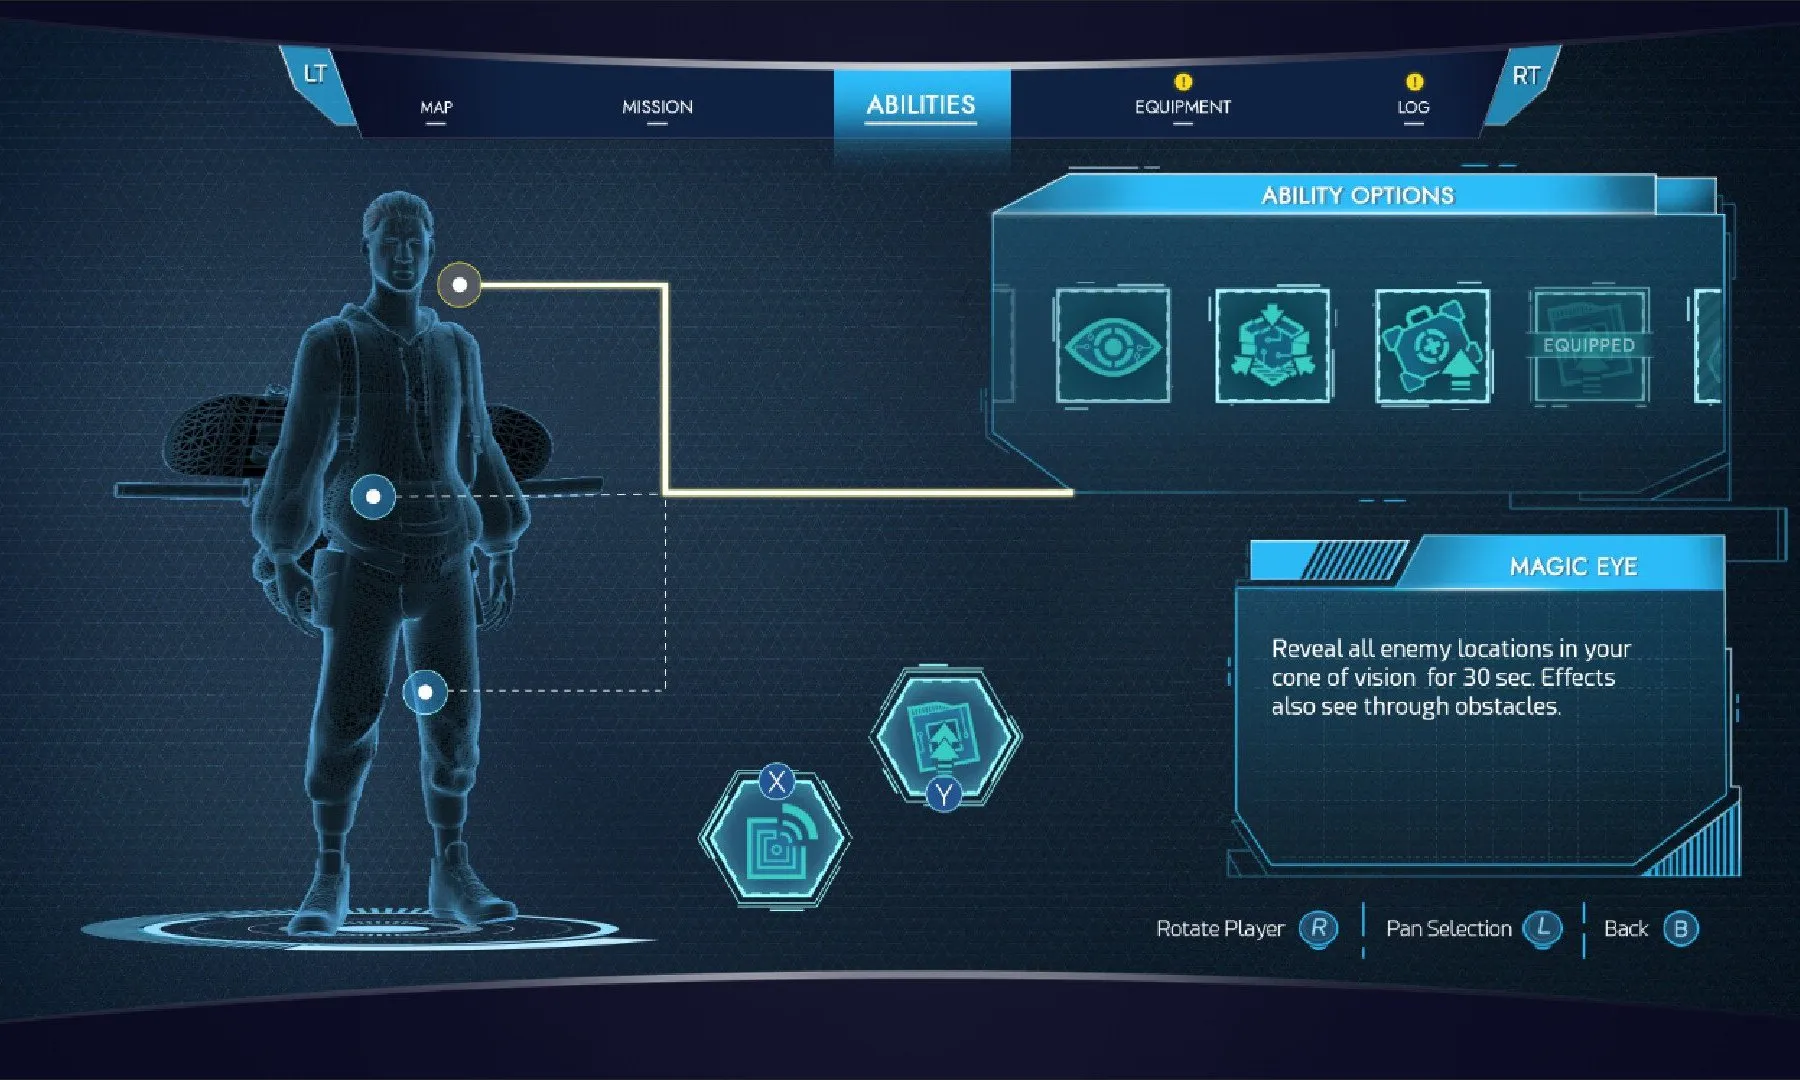 LT
MAP
MISSION
ABILITIES
!
EQUIPMENT
!
LOG
RT
ABILITY OPTIONS
EQUIPPED
MAGIC EYE
Reveal all enemy locations in your
cone of vision for 30 sec. Effects
also see through obstacles.
Y
X
Rotate Player R
Pan Selection L
Back B